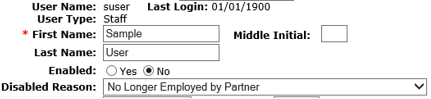 User Name: suser Last Login: 01/01/1900
User Type: Staff
* First Name: Sample Middle Initial:
Last Name: User
Enabled: Yes No
Disabled Reason: No Longer Employed by Partner